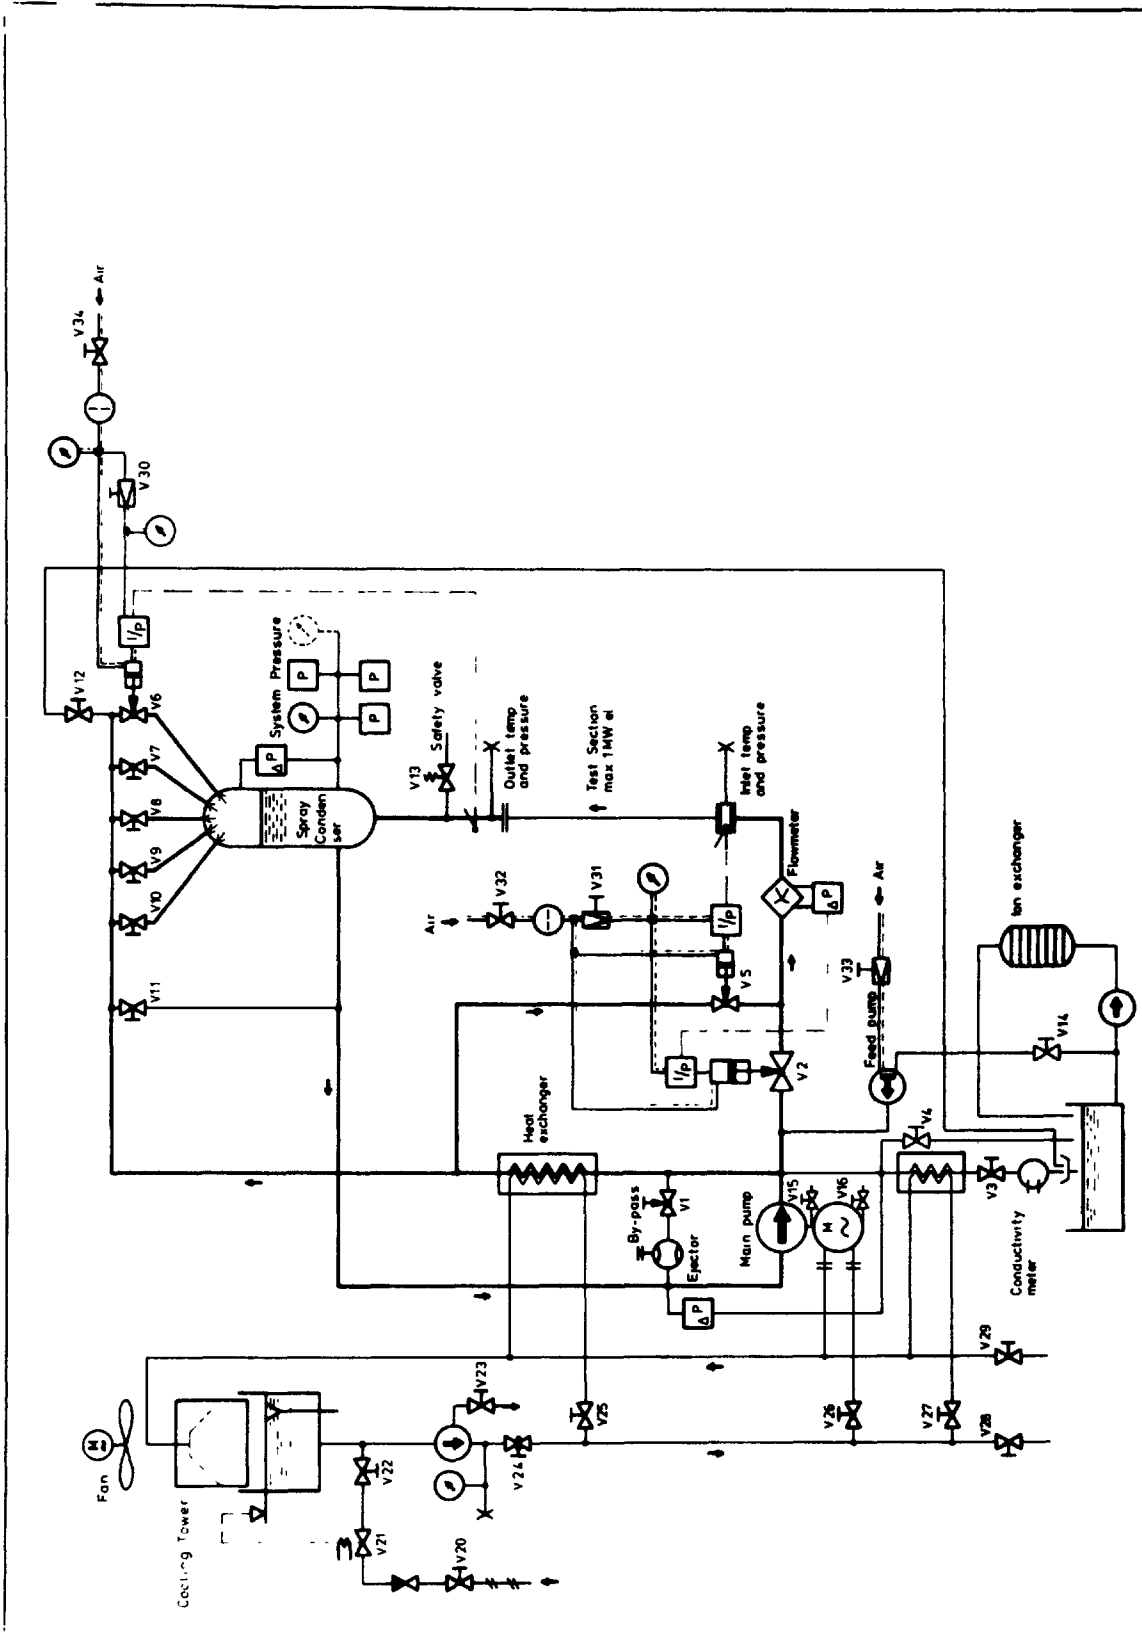 Air
V34
V30
I/P
V12
V6
V7
V8
V9
V10
V11
System Pressure
P
P
P
ΔP
Spray
Conden
ser
V13
Safety valve
Outlet temp
and pressure
Test Section
max 1MW el
Inlet temp
and pressure
Air
V32
V31
I/P
V5
Flowmeter
ΔP
I/P
V2
Heat
exchanger
Air
V33
Feed pump
Ion exchanger
V14
V4
V3
Conductivity
meter
By-pass
V1
Ejector
ΔP
Main pump
V15
V16
M
~
Fan
M
Cooling Tower
V20
V21
V22
V23
V24
V25
V26
V27
V28
V29